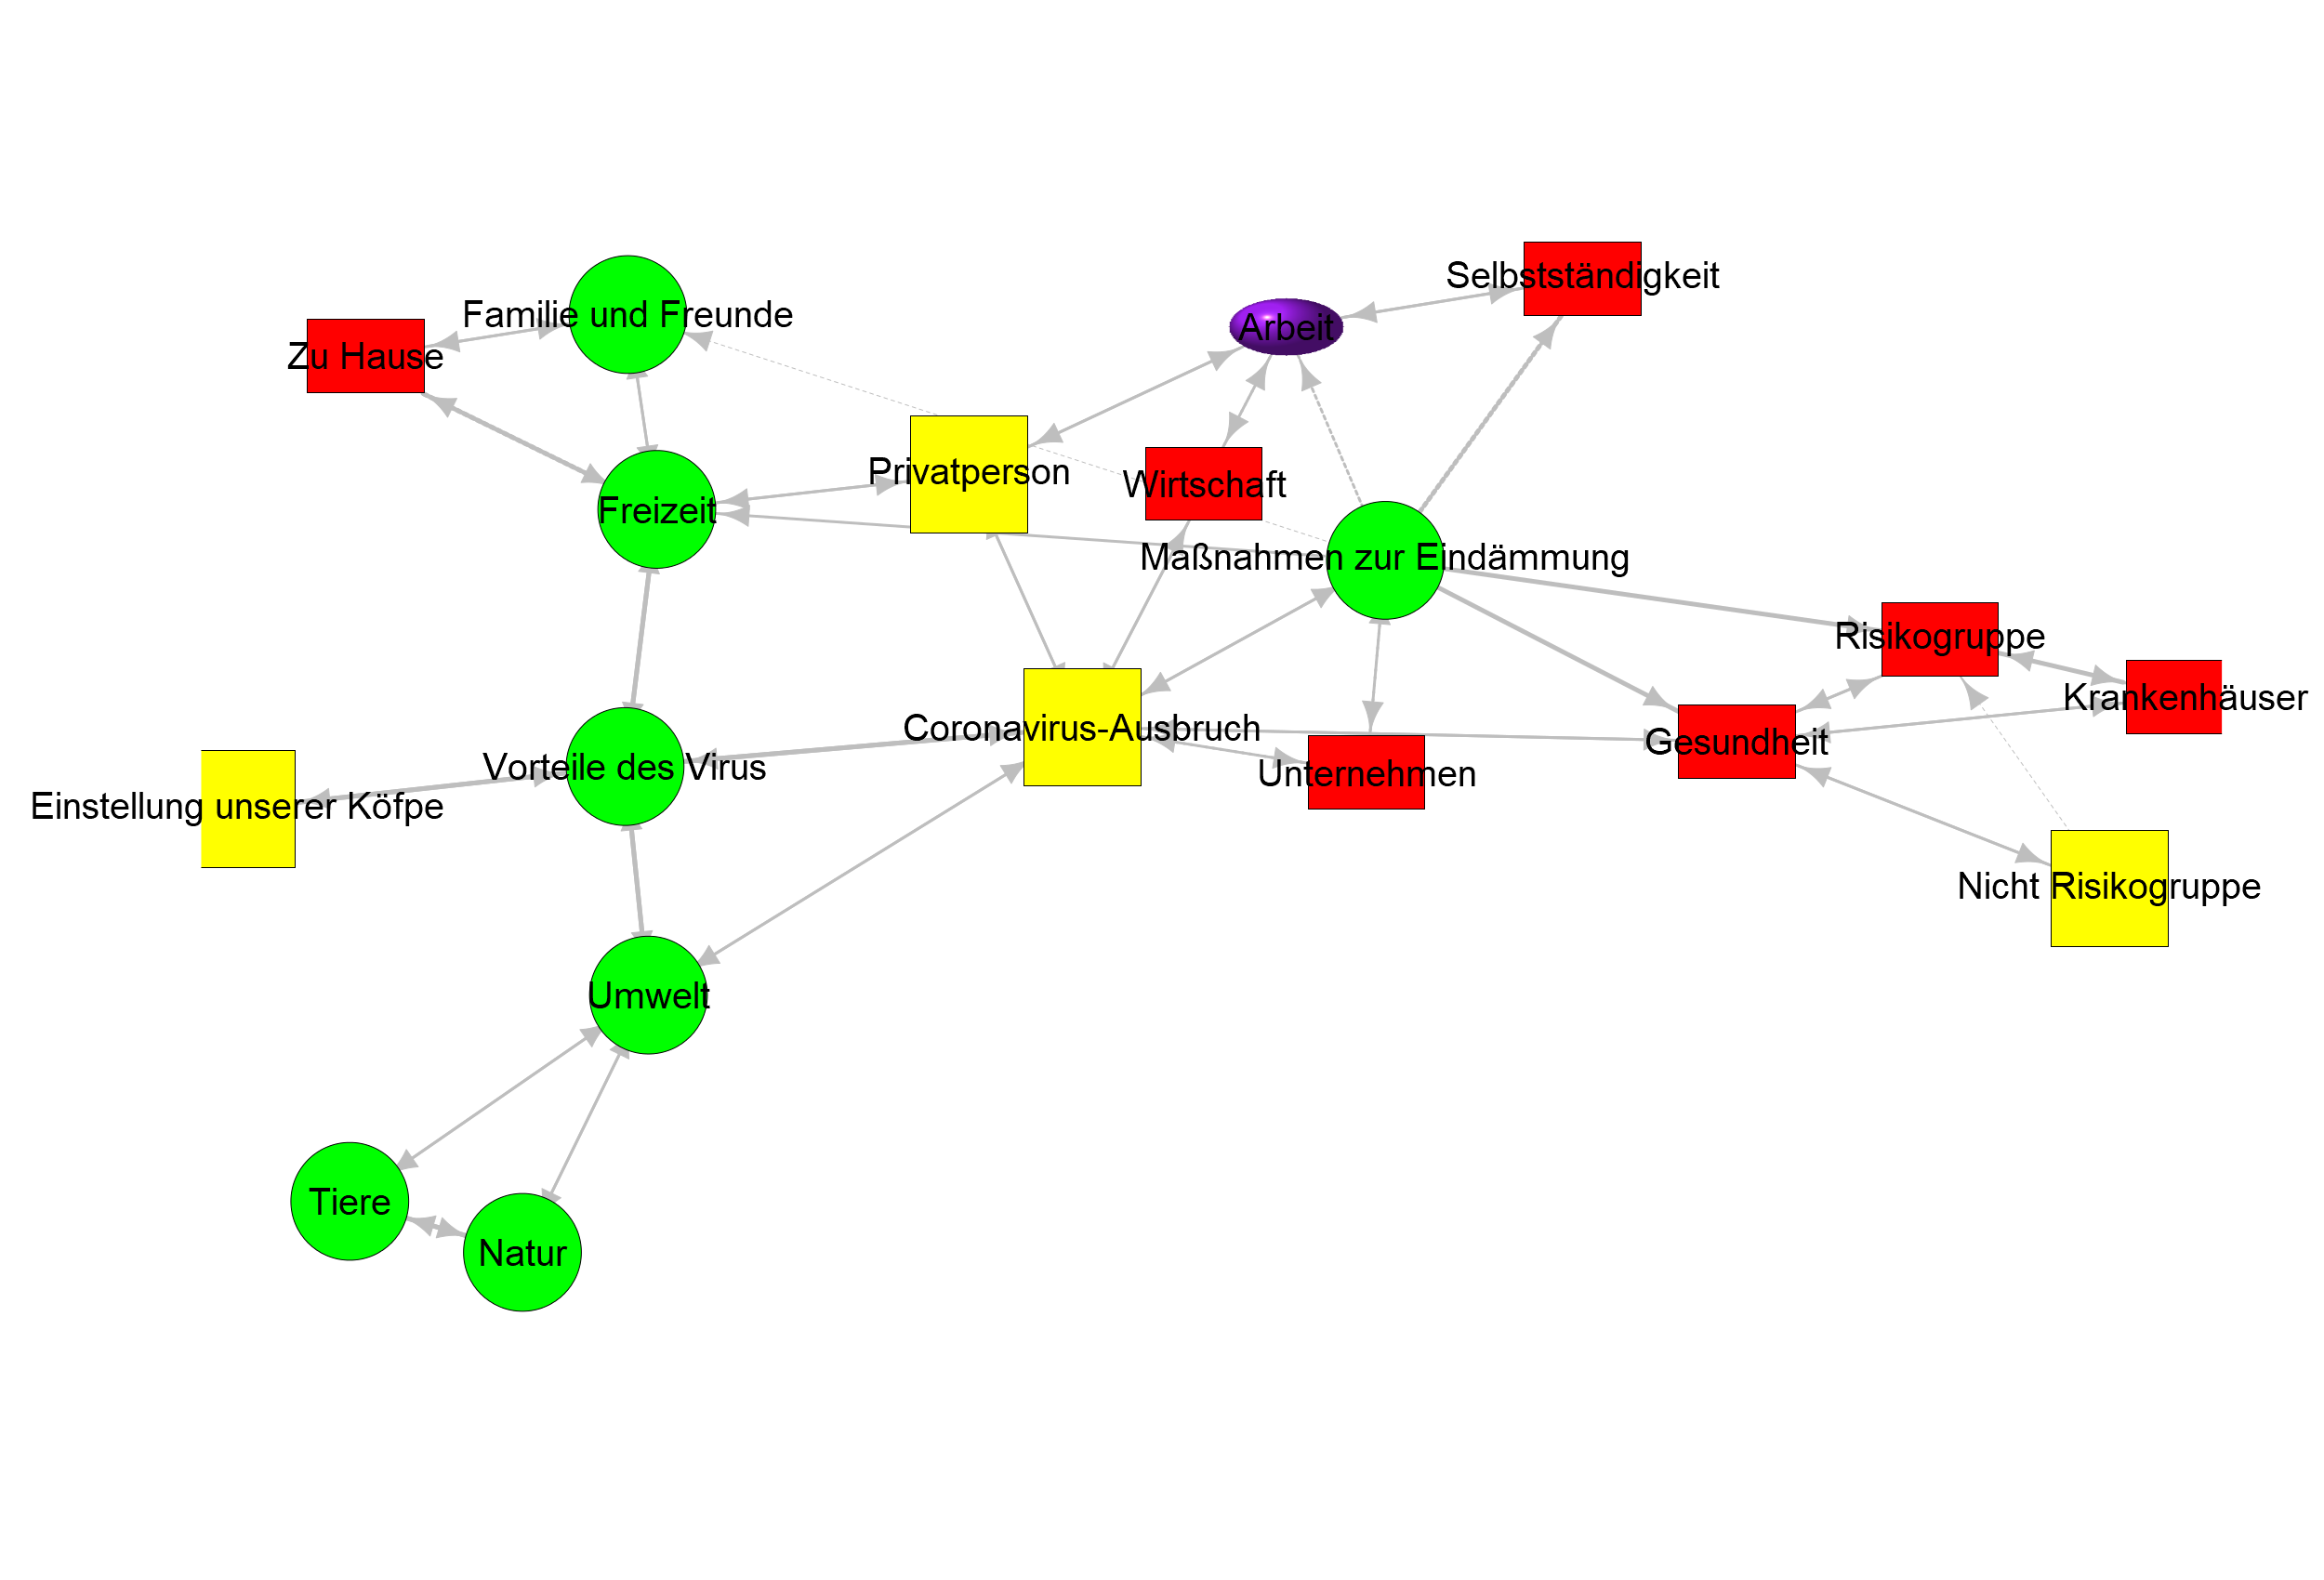 Selbstständigkeit
Familie und Freunde
Arbeit
Zu Hause
Privatperson
Wirtschaft
Freizeit
Maßnahmen zur Eindämmung
Risikogruppe
Krankenhäuser
Coronavirus-Ausbruch
Gesundheit
Vorteile des Virus
Unternehmen
Einstellung unserer Köfpe
Nicht Risikogruppe
Umwelt
Tiere
Natur